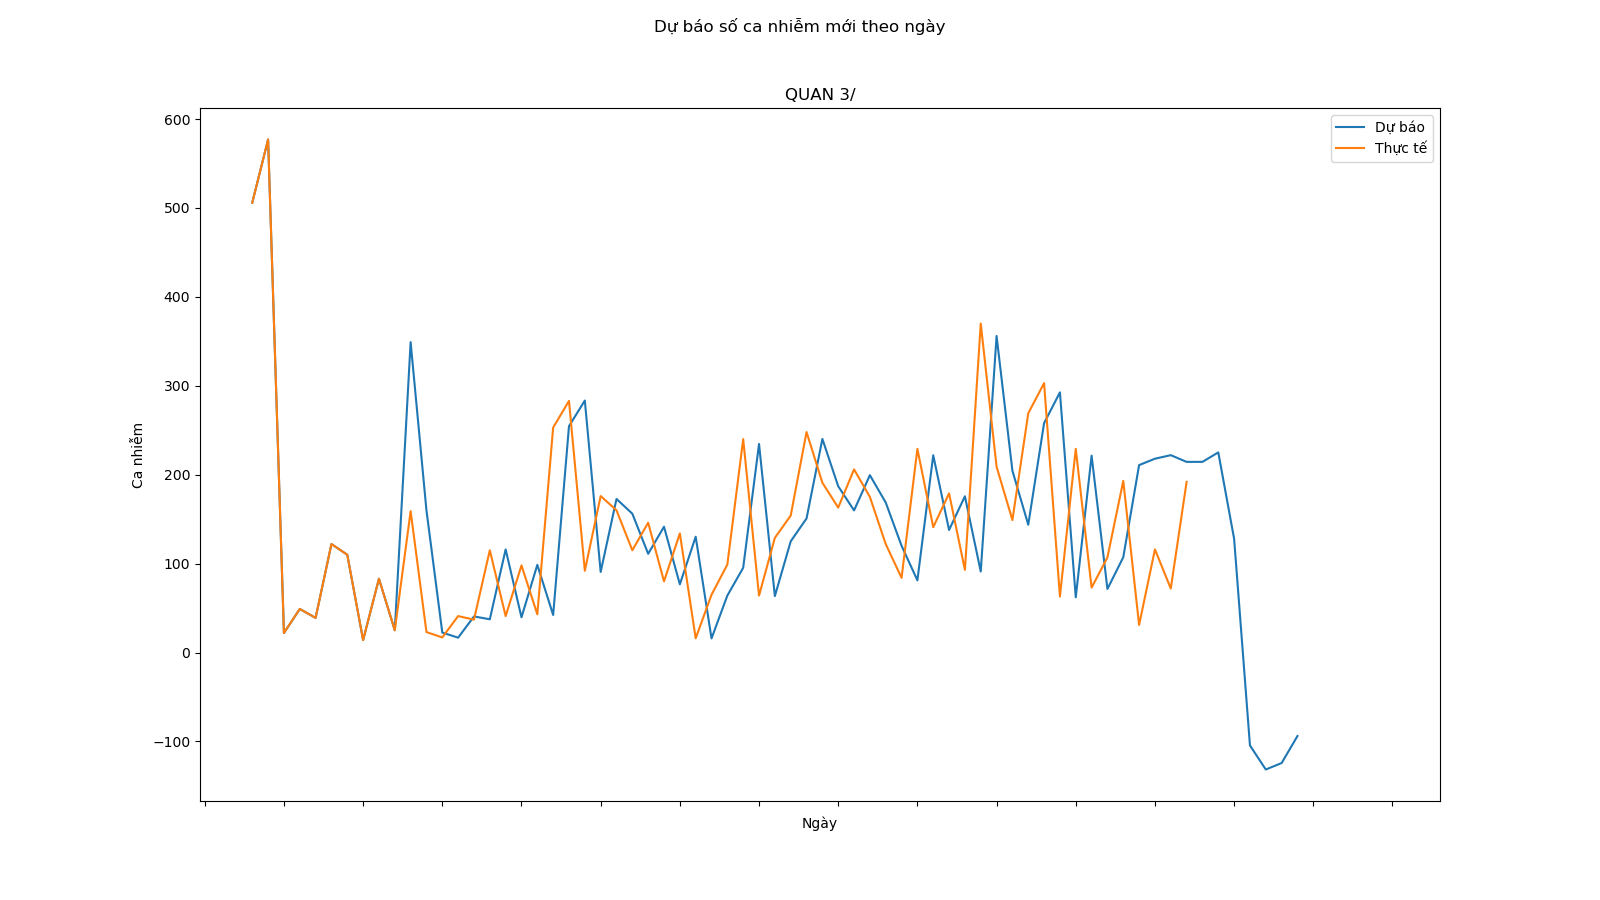 Dự báo số ca nhiễm mới theo ngày
QUAN 3/
600
500
400
300
200
100
0
−100
Ca nhiễm
Ngày
Dự báo
Thực tế